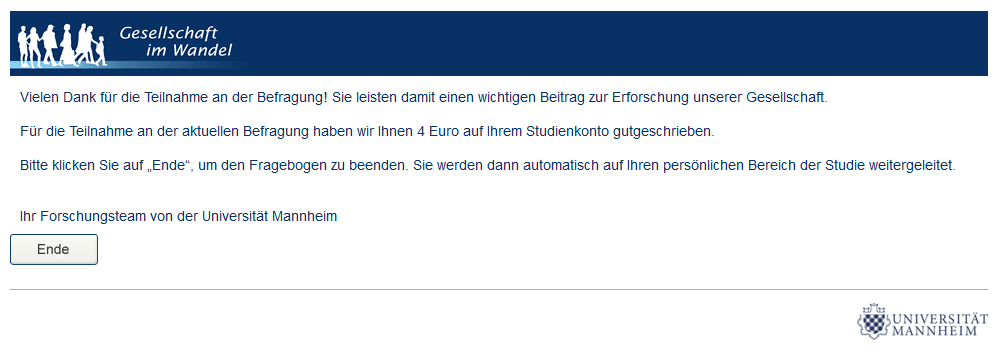 Gesellschaft
im Wandel
Vielen Dank für die Teilnahme an der Befragung! Sie leisten damit einen wichtigen Beitrag zur Erforschung unserer Gesellschaft.
Für die Teilnahme an der aktuellen Befragung haben wir Ihnen 4 Euro auf Ihrem Studienkonto gutgeschrieben.
Bitte klicken Sie auf „Ende“, um den Fragebogen zu beenden. Sie werden dann automatisch auf Ihren persönlichen Bereich der Studie weitergeleitet.
Ihr Forschungsteam von der Universität Mannheim
Ende
UNIVERSITÄT
MANNHEIM